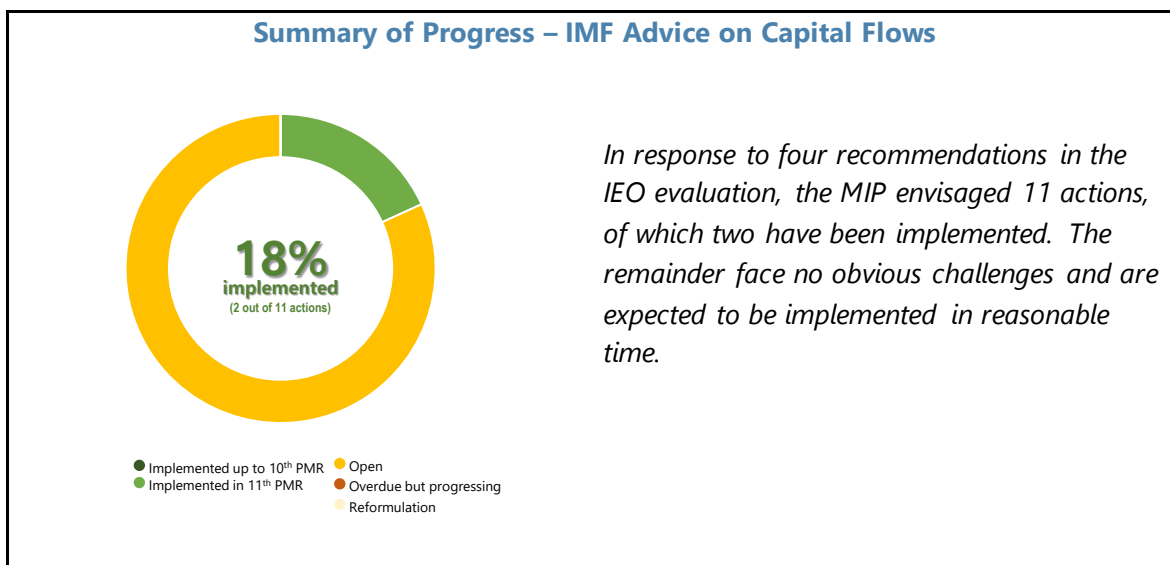 Summary of Progress – IMF Advice on Capital Flows
18%
implemented
(2 out of 11 actions)
In response to four recommendations in the
IEO evaluation, the MIP envisaged 11 actions,
of which two have been implemented. The
remainder face no obvious challenges and are
expected to be implemented in reasonable
time.
Implemented up to 10th PMR
Implemented in 11th PMR
Open
Overdue but progressing
Reformulation